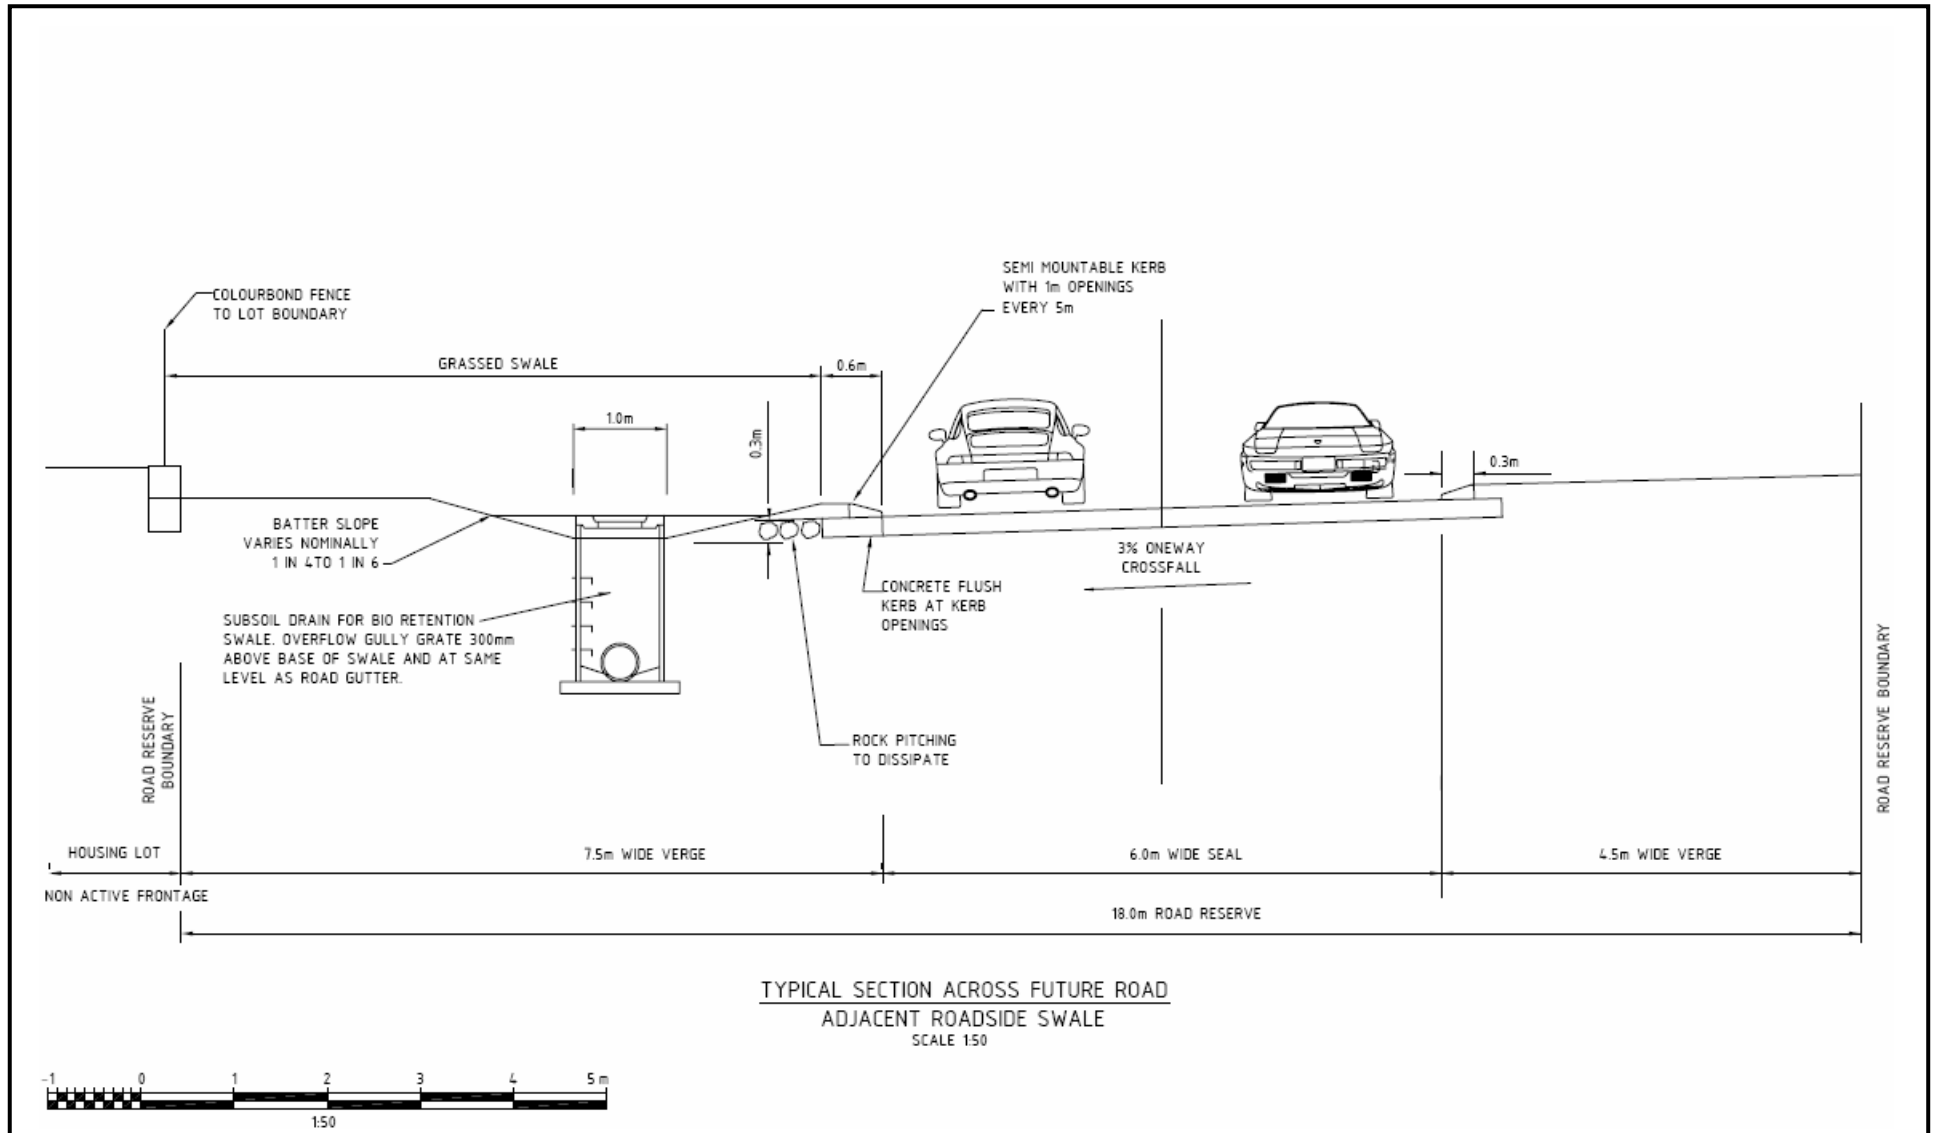 SEMI MOUNTABLE KERB
WITH 1m OPENINGS
EVERY 5m
COLOURBOND FENCE
TO LOT BOUNDARY
GRASSED SWALE
0.6m
1.0m
0.3m
0.3m
BATTER SLOPE
VARIES NOMINALLY
1 IN 4TO 1 IN 6
3% ONEWAY
CROSSFALL
CONCRETE FLUSH
KERB AT KERB
OPENINGS
SUBSOIL DRAIN FOR BIO RETENTION
SWALE. OVERFLOW GULLY GRATE 300mm
ABOVE BASE OF SWALE AND AT SAME
LEVEL AS ROAD GUTTER.
ROCK PITCHING
TO DISSIPATE
ROAD RESERVE
BOUNDARY
ROAD RESERVE BOUNDARY
HOUSING LOT
7.5m WIDE VERGE
6.0m WIDE SEAL
4.5m WIDE VERGE
NON ACTIVE FRONTAGE
18.0m ROAD RESERVE
TYPICAL SECTION ACROSS FUTURE ROAD
ADJACENT ROADSIDE SWALE
SCALE 1:50
-1 0 1 2 3 4 5 m
1:50